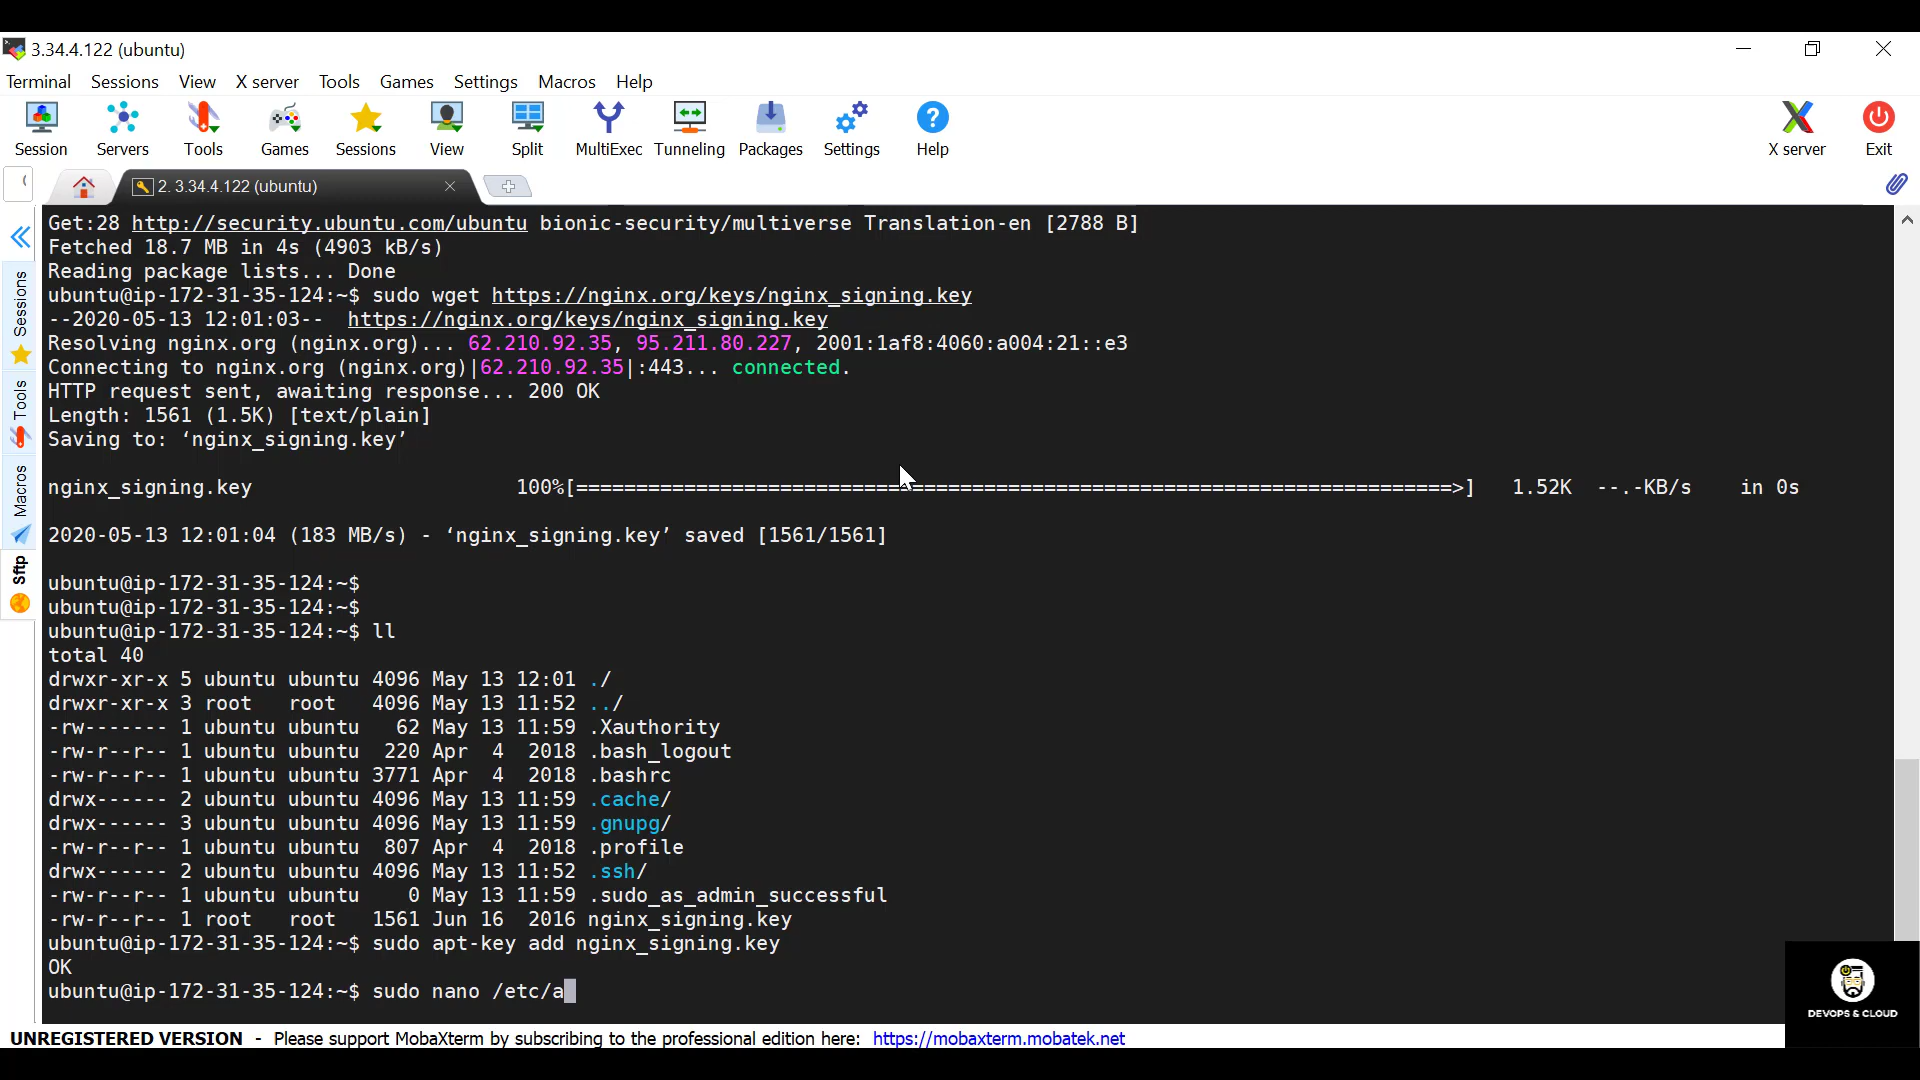 3.34.4.122 (ubuntu)
Terminal Sessions View X server Tools Games Settings Macros Help
Session Servers Tools Games Sessions View Split MultiExec Tunneling Packages Settings Help X server Exit
2. 3.34.4.122 (ubuntu)
Get:28 http://security.ubuntu.com/ubuntu bionic-security/multiverse Translation-en [2788 B]
Fetched 18.7 MB in 4s (4903 kB/s)
Reading package lists... Done
ubuntu@ip-172-31-35-124:~$ sudo wget https://nginx.org/keys/nginx_signing.key
--2020-05-13 12:01:03-- https://nginx.org/keys/nginx_signing.key
Resolving nginx.org (nginx.org)... 62.210.92.35, 95.211.80.227, 2001:1af8:4060:a004:21::e3
Connecting to nginx.org (nginx.org)|62.210.92.35|:443... connected.
HTTP request sent, awaiting response... 200 OK
Length: 1561 (1.5K) [text/plain]
Saving to: ‘nginx_signing.key’
nginx_signing.key 100%[=========================================================================>] 1.52K --.-KB/s in 0s
2020-05-13 12:01:04 (183 MB/s) - ‘nginx_signing.key’ saved [1561/1561]
ubuntu@ip-172-31-35-124:~$
ubuntu@ip-172-31-35-124:~$
ubuntu@ip-172-31-35-124:~$ ll
total 40
drwxr-xr-x 5 ubuntu ubuntu 4096 May 13 12:01 ./
drwxr-xr-x 3 root root 4096 May 13 11:52 ../
-rw------- 1 ubuntu ubuntu 62 May 13 11:59 .Xauthority
-rw-r--r-- 1 ubuntu ubuntu 220 Apr 4 2018 .bash_logout
-rw-r--r-- 1 ubuntu ubuntu 3771 Apr 4 2018 .bashrc
drwx------ 2 ubuntu ubuntu 4096 May 13 11:59 .cache/
drwx------ 3 ubuntu ubuntu 4096 May 13 11:59 .gnupg/
-rw-r--r-- 1 ubuntu ubuntu 807 Apr 4 2018 .profile
drwx------ 2 ubuntu ubuntu 4096 May 13 11:52 .ssh/
-rw-r--r-- 1 ubuntu ubuntu 0 May 13 11:59 .sudo_as_admin_successful
-rw-r--r-- 1 root root 1561 Jun 16 2016 nginx_signing.key
ubuntu@ip-172-31-35-124:~$ sudo apt-key add nginx_signing.key
OK
ubuntu@ip-172-31-35-124:~$ sudo nano /etc/a
Sessions
Tools
Macros
Sftp
DEVOPS & CLOUD
UNREGISTERED VERSION - Please support MobaXterm by subscribing to the professional edition here: https://mobaxterm.mobatek.net